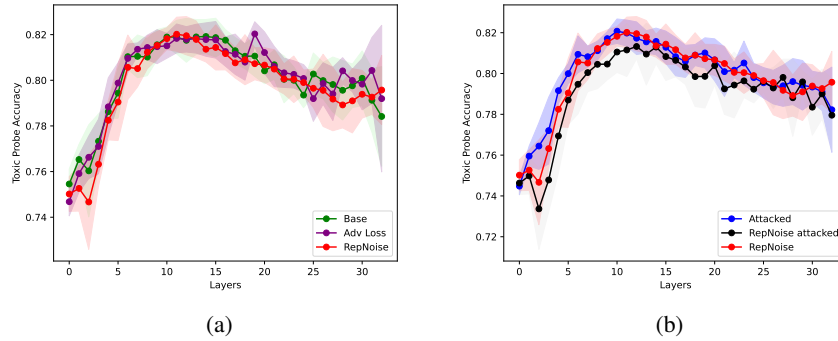 0.82
0.80
0.78
0.76
0.74
Toxic Probe Accuracy
0 5 10 15 20 25 30
Layers
Base
Adv Loss
RepNoise
(a)
0.82
0.80
0.78
0.76
0.74
0.72
Toxic Probe Accuracy
0 5 10 15 20 25 30
Layers
Attacked
RepNoise attacked
RepNoise
(b)